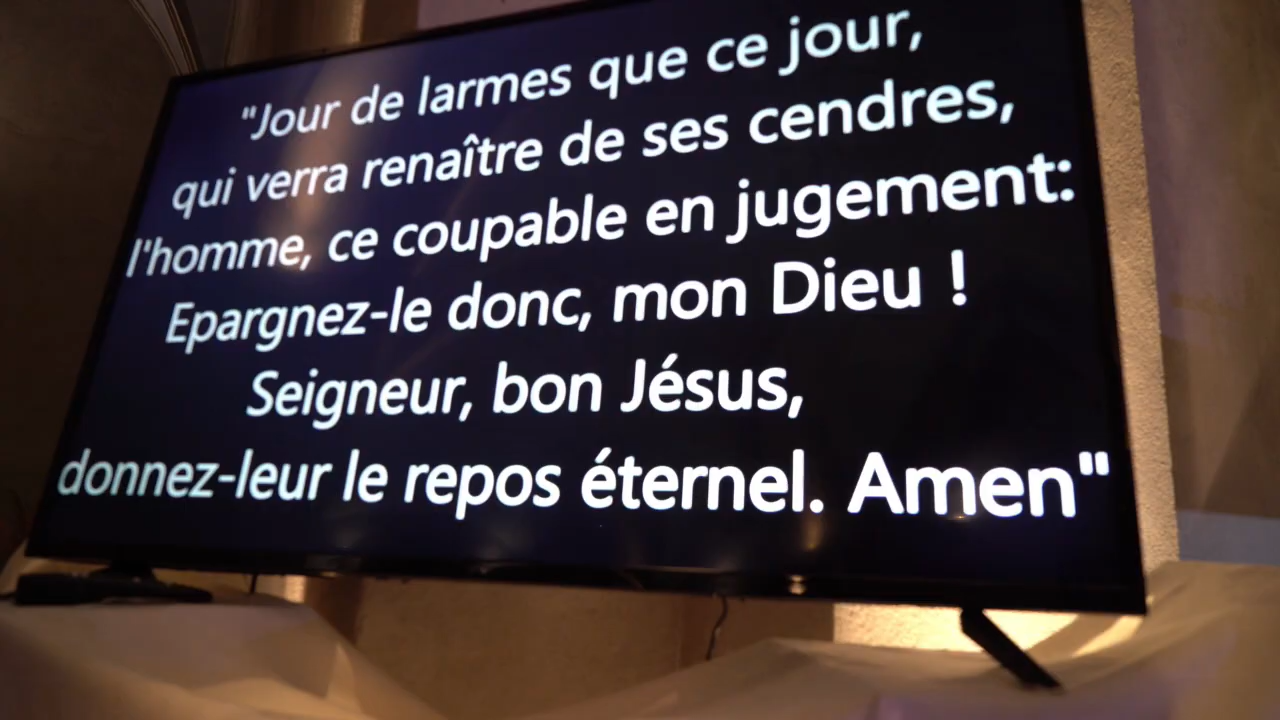 "Jour de larmes que ce jour,
qui verra renaître de ses cendres,
l'homme, ce coupable en jugement:
Epargnez-le donc, mon Dieu !
Seigneur, bon Jésus,
donnez-leur le repos éternel. Amen"